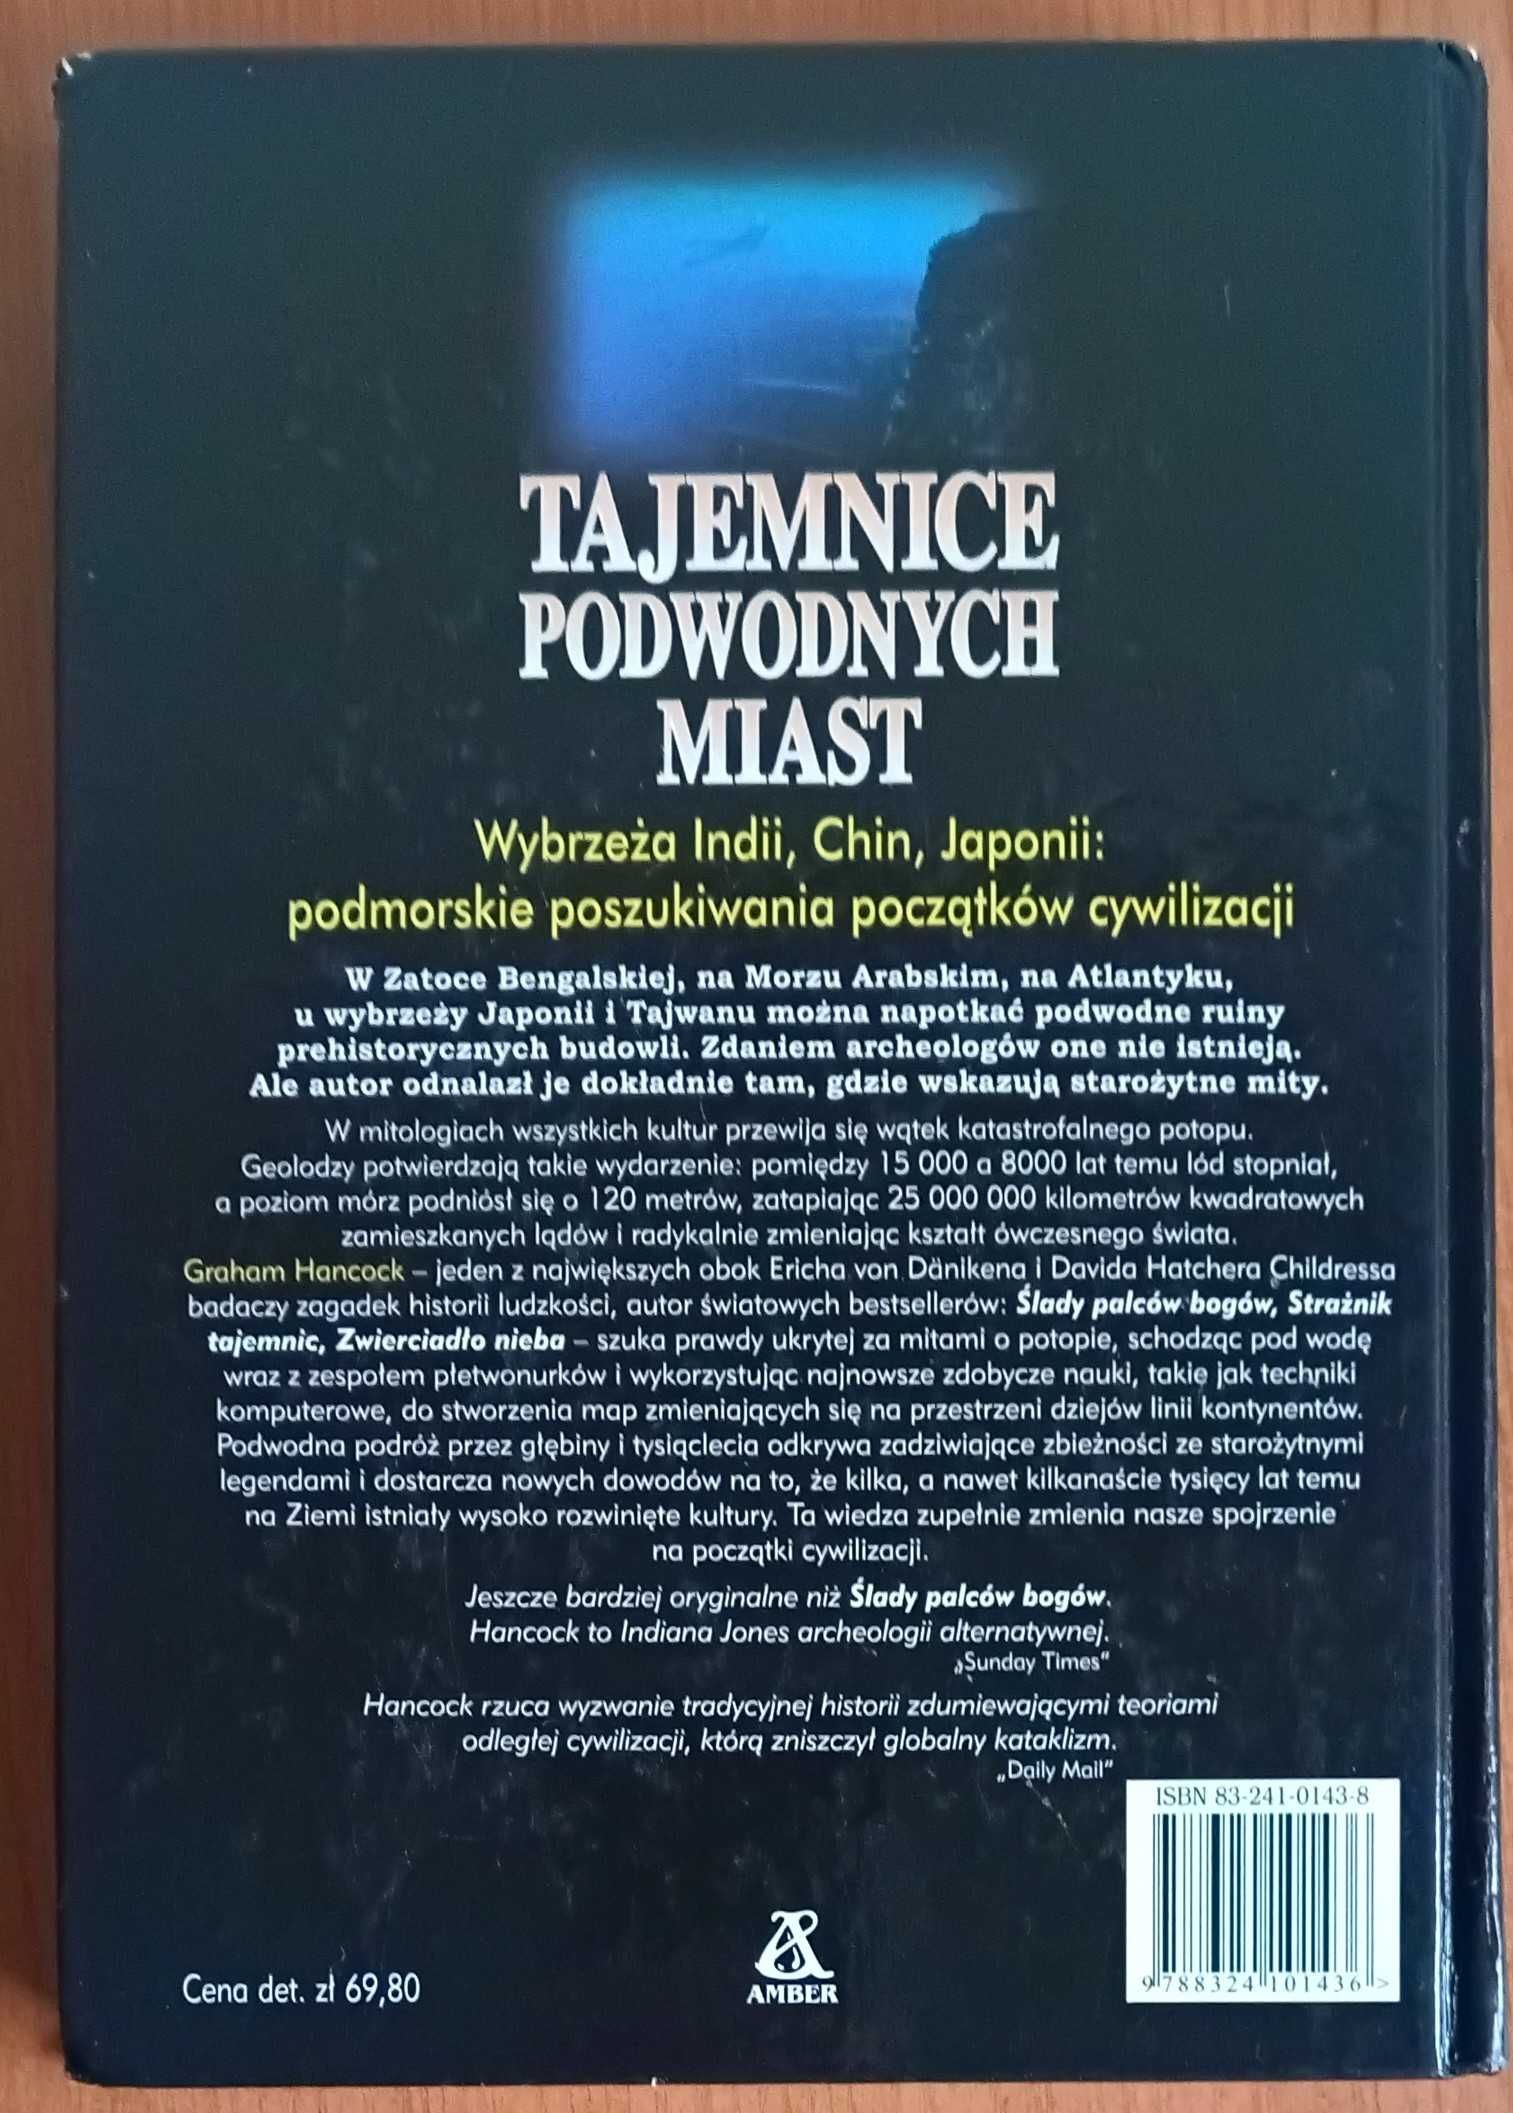 TAJEMNICE
PODWODNYCH
MIAST
Wybrzeża Indii, Chin, Japonii:
podmorskie poszukiwania początków cywilizacji
W Zatoce Bengalskiej, na Morzu Arabskim, na Atlantyku,
u wybrzeży Japonii i Tajwanu można napotkać podwodne ruiny
prehistorycznych budowli. Zdaniem archeologów one nie istnieją.
Ale autor odnalazł je dokładnie tam, gdzie wskazują starożytne mity.
W mitologiach wszystkich kultur przewija się wątek katastrofalnego potopu.
Geolodzy potwierdzają takie wydarzenie: pomiędzy 15 000 a 8000 lat temu lód stopniał,
a poziom mórz podniósł się o 120 metrów, zatapiając 25 000 000 kilometrów kwadratowych
zamieszkanych lądów i radykalnie zmieniając kształt ówczesnego świata.
Graham Hancock – jeden z największych obok Ericha von Dänikena i Davida Hatchera Childressa
badaczy zagadek historii ludzkości, autor światowych bestsellerów: Ślady palców bogów, Strażnik
tajemnic, Zwierciadło nieba – szuka prawdy ukrytej za mitami o potopie, schodząc pod wodę
wraz z zespołem płetwonurków i wykorzystując najnowsze zdobycze nauki, takie jak techniki
komputerowe, do stworzenia map zmieniających się na przestrzeni dziejów linii kontynentów.
Podwodna podróż przez głębiny i tysiąclecia odkrywa zadziwiające zbieżności ze starożytnymi
legendami i dostarcza nowych dowodów na to, że kilka, a nawet kilkanaście tysięcy lat temu
na Ziemi istniały wysoko rozwinięte kultury. Ta wiedza zupełnie zmienia nasze spojrzenie
na początki cywilizacji.
Jeszcze bardziej oryginalne niż Ślady palców bogów.
Hancock to Indiana Jones archeologii alternatywnej.
„Sunday Times"
Hancock rzuca wyzwanie tradycyjnej historii zdumiewającymi teoriami
odległej cywilizacji, którą zniszczył globalny kataklizm.
„Daily Mail"
ISBN 83-241-0143-8
9 788324 101436 >
Cena det. zł 69,80
AMBER